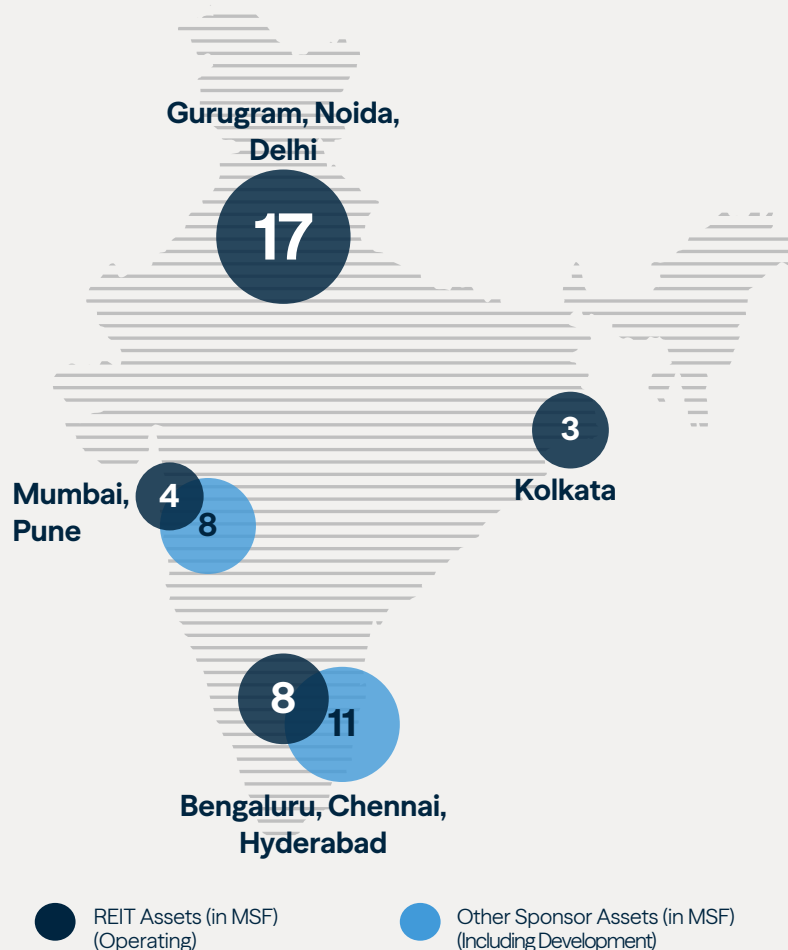 Gurugram, Noida,
Delhi
17
3
Kolkata
Mumbai,
Pune
4
8
8
11
Bengaluru, Chennai,
Hyderabad
REIT Assets (in MSF)
(Operating)
Other Sponsor Assets (in MSF)
(Including Development)